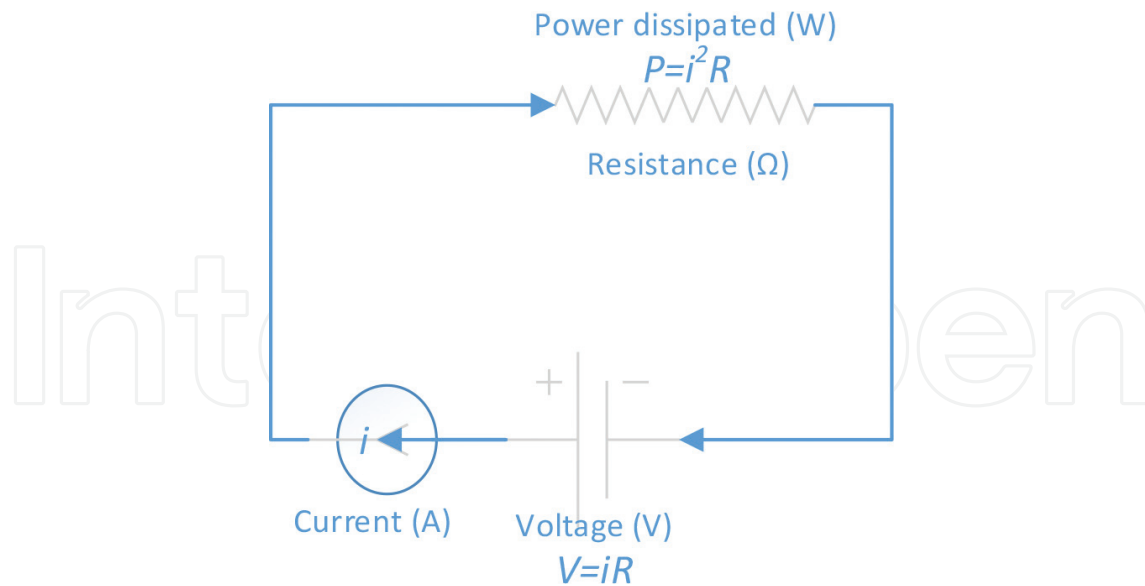 Power dissipated (W)
P=i²R
Resistance (Ω)
+ −
i
Current (A)
Voltage (V)
V=iR